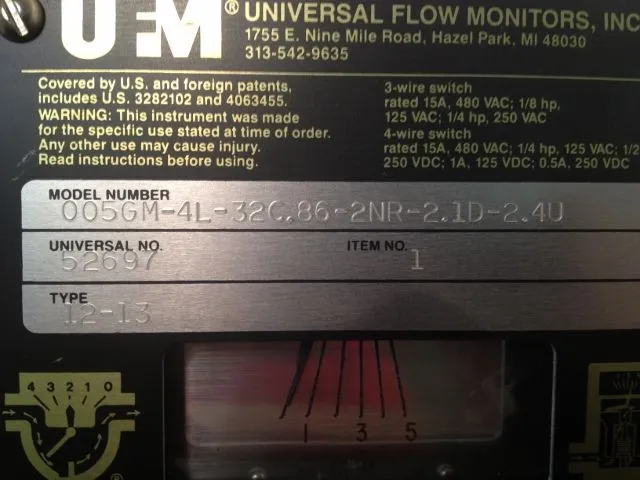 UFM® UNIVERSAL FLOW MONITORS, INC
1755 E. Nine Mile Road, Hazel Park, MI 48030
313-542-9635
Covered by U.S. and foreign patents,
includes U.S. 3282102 and 4063455.
WARNING: This instrument was made
for the specific use stated at time of order.
Any other use may cause injury.
Read instructions before using.
3-wire switch
rated 15A, 480 VAC; 1/8 hp,
125 VAC; 1/4 hp, 250 VAC
4-wire switch
rated 15A, 480 VAC; 1/4 hp, 125 VAC; 1/2
250 VDC; 1A, 125 VDC; 0.5A, 250 VDC
MODEL NUMBER
005GM-4L-32C.86-2NR-2.1D-2.4U
UNIVERSAL NO. ITEM NO.
52697 1
TYPE
12-13
4 3 2 1 0
1 3 5
®